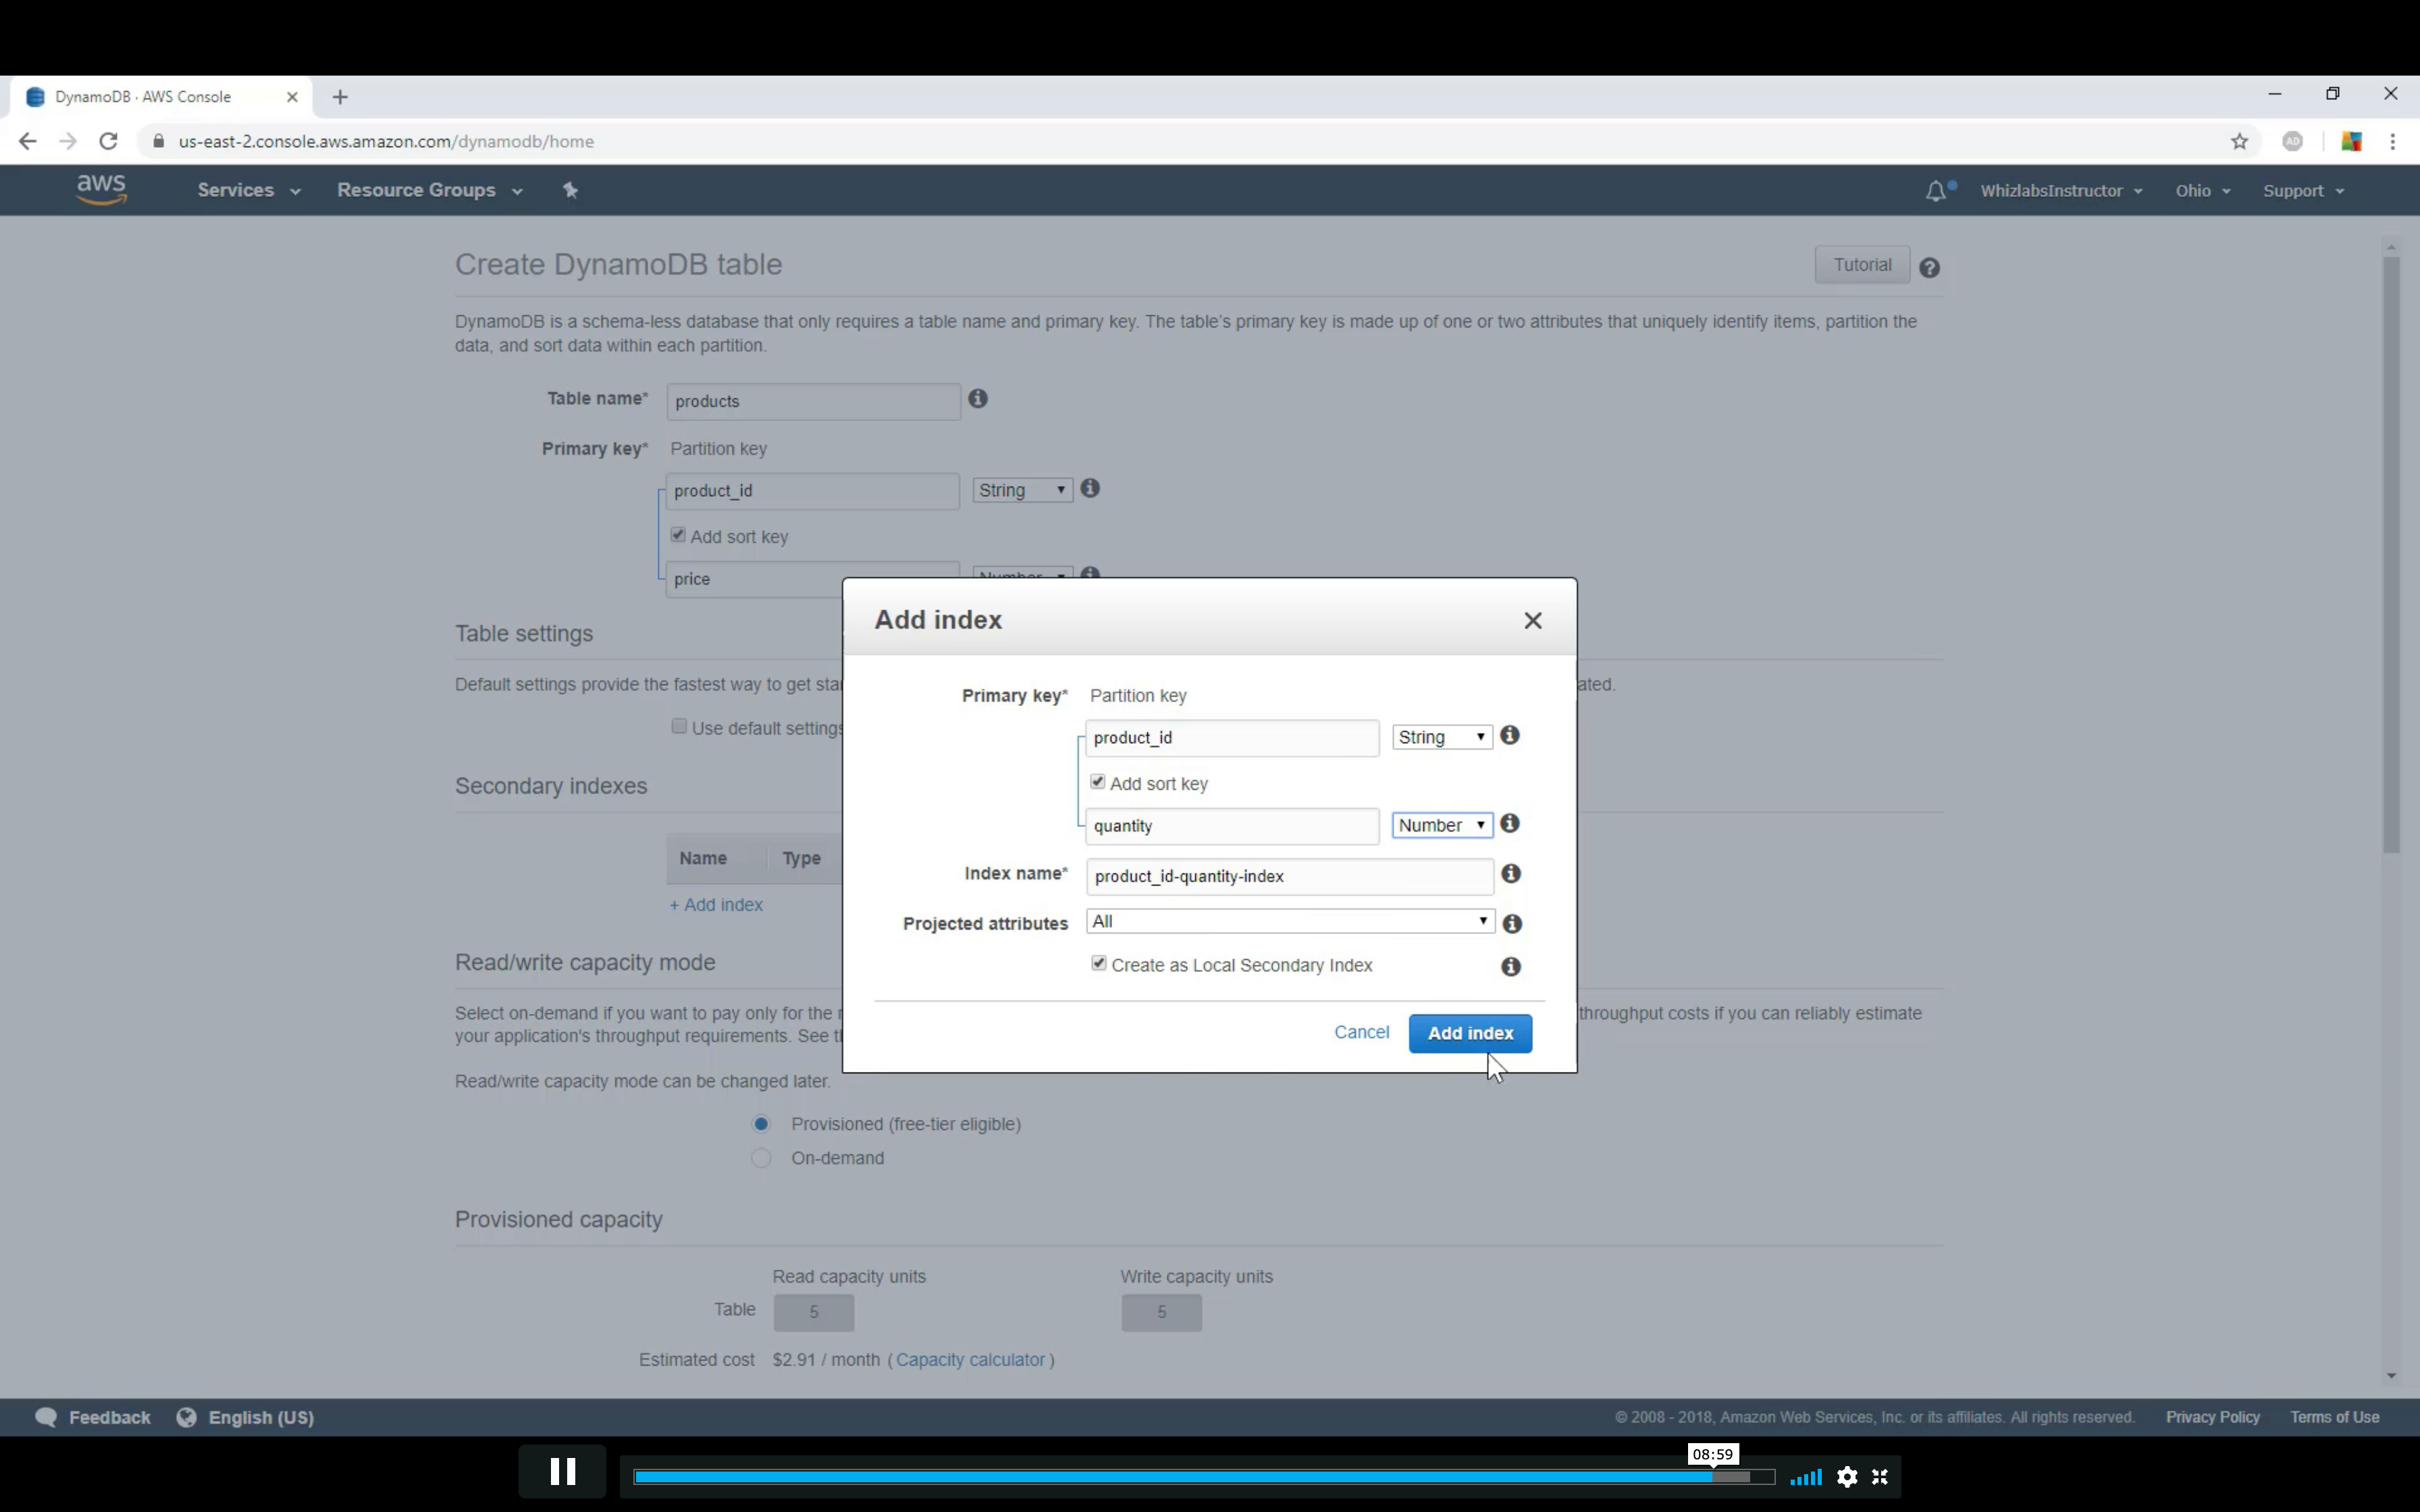 DynamoDB · AWS Console
us-east-2.console.aws.amazon.com/dynamodb/home
AD
aws
Services
Resource Groups
WhizlabsInstructor
Ohio
Support
Create DynamoDB table
Tutorial
DynamoDB is a schema-less database that only requires a table name and primary key. The table's primary key is made up of one or two attributes that uniquely identify items, partition the
data, and sort data within each partition.
Table name*
products
Primary key*
Partition key
product_id
String
Add sort key
price
Number
Table settings
Default settings provide the fastest way to get
ated.
Use default settings
Secondary indexes
Name
Type
+ Add index
Read/write capacity mode
Select on-demand if you want to pay only for the
throughput costs if you can reliably estimate
your application's throughput requirements. See
Read/write capacity mode can be changed later.
Provisioned (free-tier eligible)
On-demand
Provisioned capacity
Read capacity units
Write capacity units
Table
5
5
Estimated cost
$2.91 / month (Capacity calculator)
Add index
Primary key*
Partition key
product_id
String
Add sort key
quantity
Number
Index name*
product_id-quantity-index
Projected attributes
All
Create as Local Secondary Index
Cancel
Add index
Feedback
English (US)
© 2008 - 2018, Amazon Web Services, Inc. or its affiliates. All rights reserved.
Privacy Policy
Terms of Use
08:59